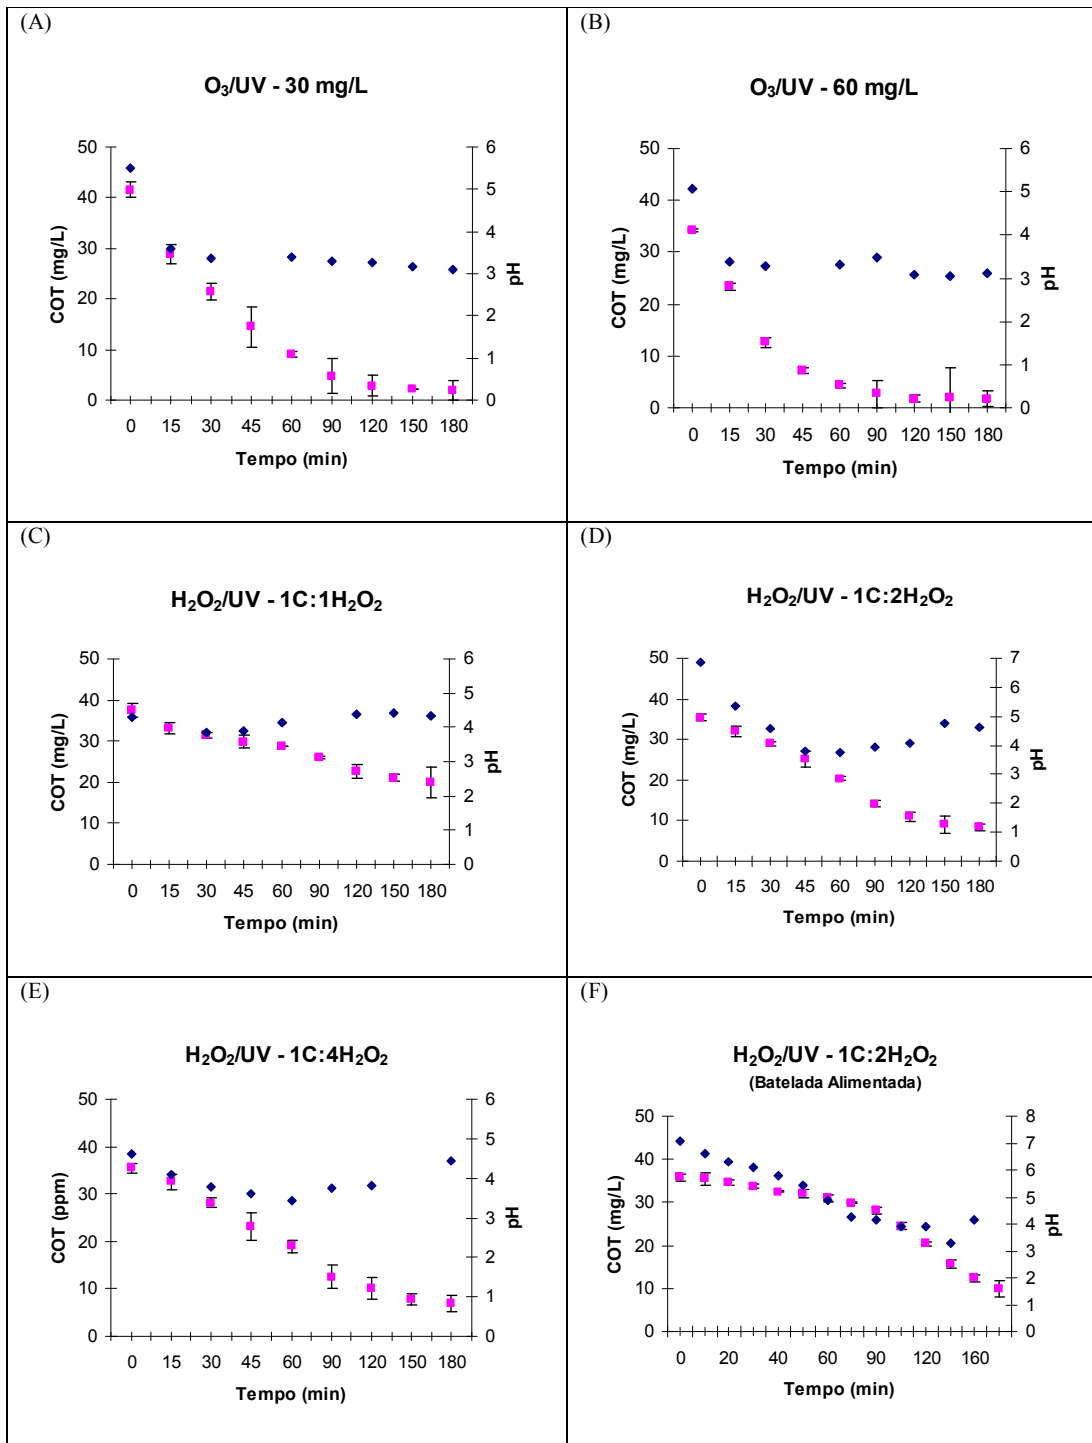 (A)
O₃/UV - 30 mg/L
50
40
30
20
10
0
COT (mg/L)
6
5
4
3
2
1
0
pH
0 15 30 45 60 90 120 150 180
Tempo (min)
(B)
O₃/UV - 60 mg/L
50
40
30
20
10
0
COT (mg/L)
6
5
4
3
2
1
0
pH
0 15 30 45 60 90 120 150 180
Tempo (min)
(C)
H₂O₂/UV - 1C:1H₂O₂
50
40
30
20
10
0
COT (mg/L)
6
5
4
3
2
1
0
pH
0 15 30 45 60 90 120 150 180
Tempo (min)
(D)
H₂O₂/UV - 1C:2H₂O₂
50
40
30
20
10
0
COT (mg/L)
7
6
5
4
3
2
1
0
pH
0 15 30 45 60 90 120 150 180
Tempo (min)
(E)
H₂O₂/UV - 1C:4H₂O₂
50
40
30
20
10
0
COT (ppm)
6
5
4
3
2
1
0
pH
0 15 30 45 60 90 120 150 180
Tempo (min)
(F)
H₂O₂/UV - 1C:2H₂O₂
(Batelada Alimentada)
50
40
30
20
10
0
COT (mg/L)
8
7
6
5
4
3
2
1
0
pH
0 20 40 60 90 120 160
Tempo (min)